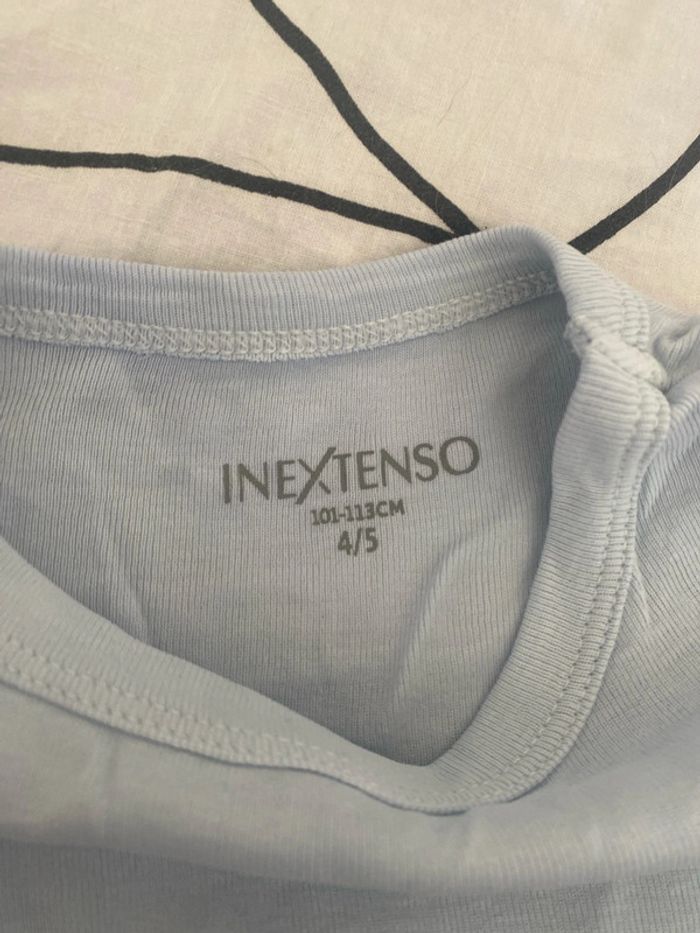 INEXTENSO
101-113CM
4/5